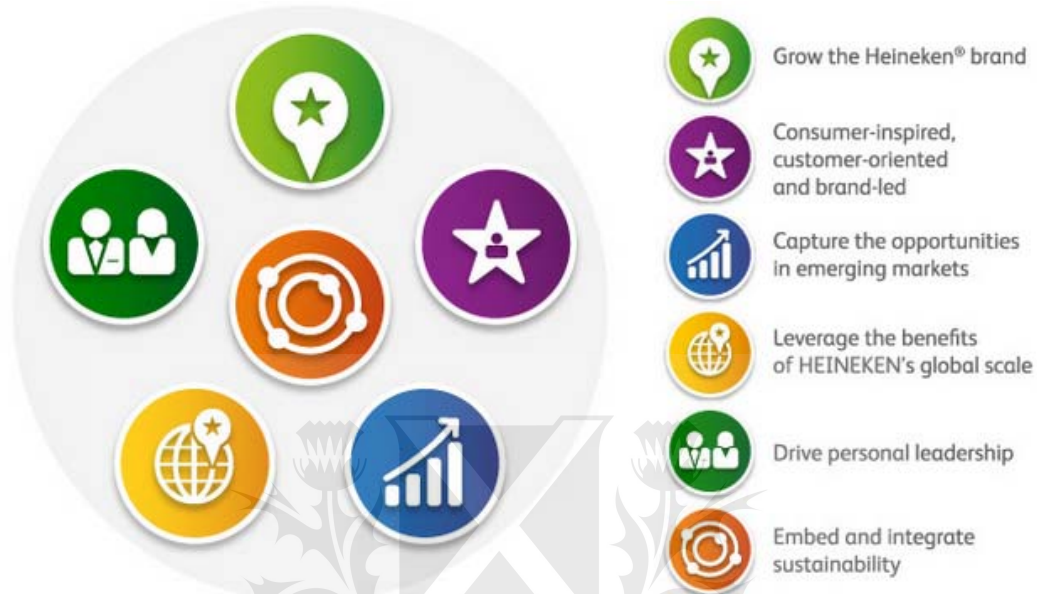 Grow the Heineken® brand
Consumer-inspired,
customer-oriented
and brand-led
Capture the opportunities
in emerging markets
Leverage the benefits
of HEINEKEN's global scale
Drive personal leadership
Embed and integrate
sustainability